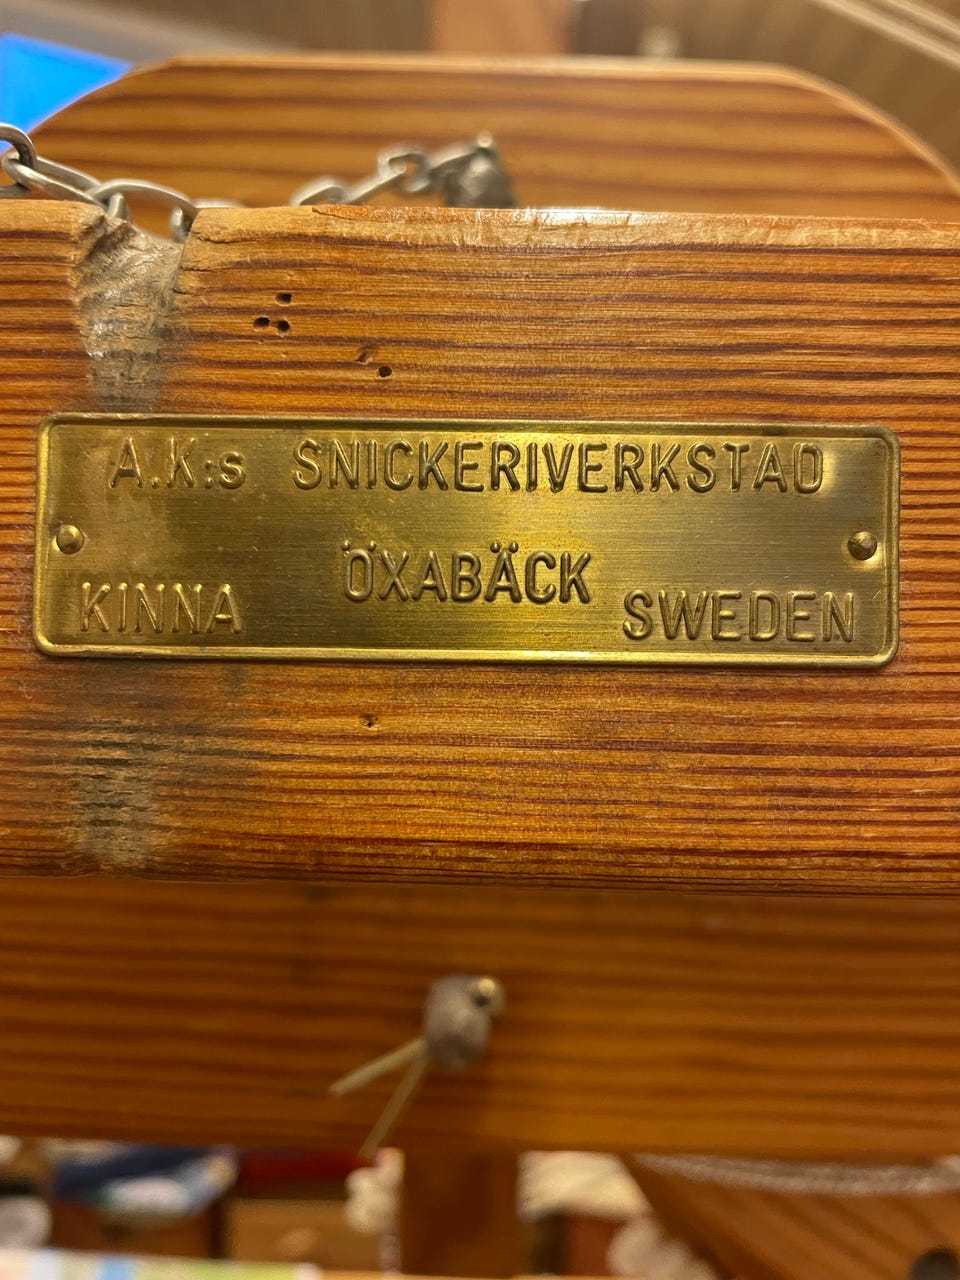 A.K:s SNICKERIVERKSTAD
ÖXABÄCK
KINNA SWEDEN